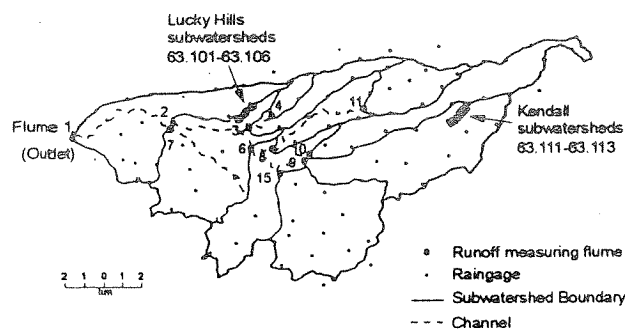 Lucky Hills
subwatersheds
63.101-63.106
Flume 1
(Outlet)
2
7
3
4
11
6
8
10
9
15
Kendall
subwatersheds
63.111-63.113
Runoff measuring flume
Raingage
Subwatershed Boundary
Channel
2 1 0 1 2